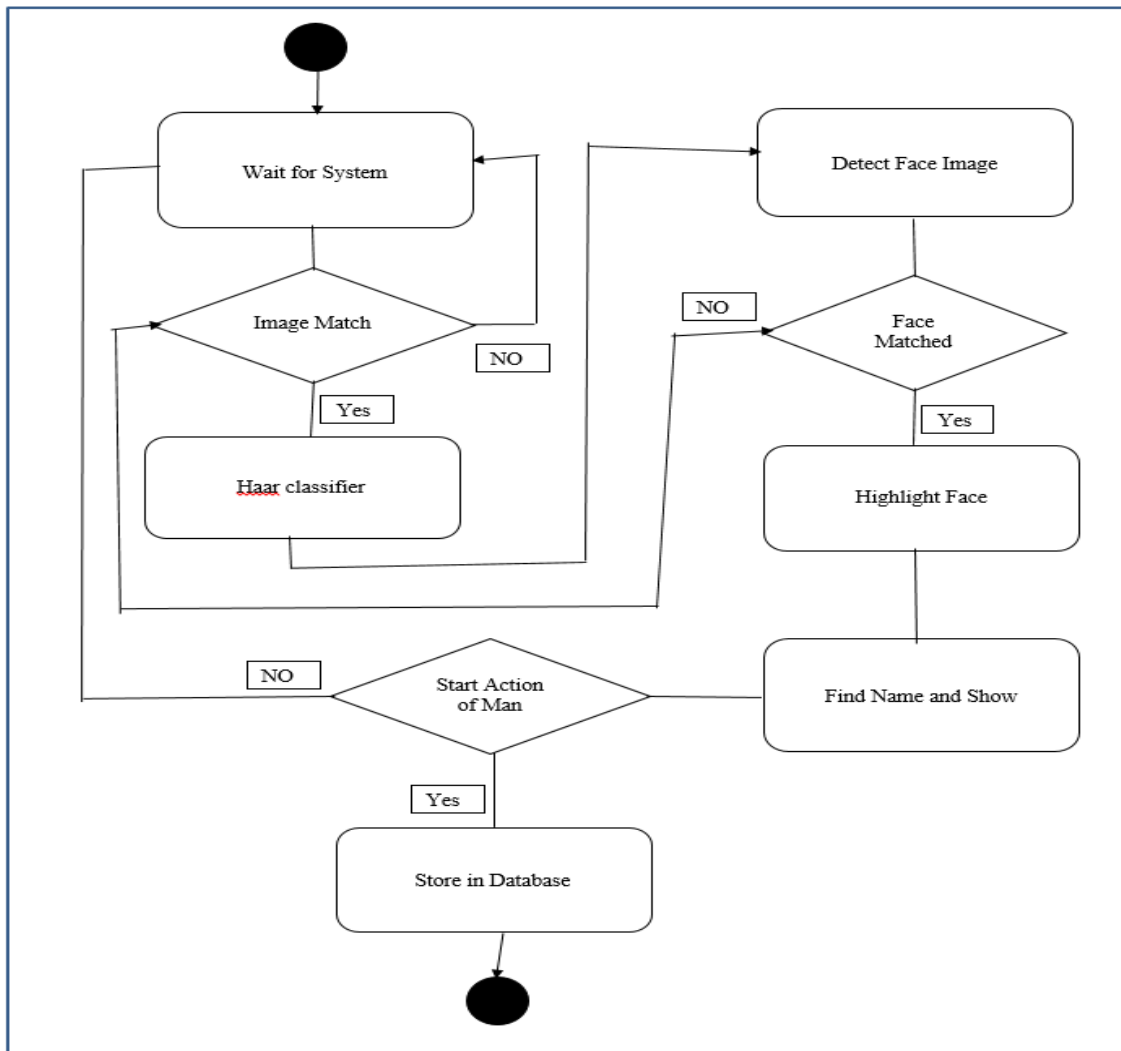 Wait for System
Image Match
NO
Yes
Haar classifier
Detect Face Image
NO
Face
Matched
Yes
Highlight Face
Find Name and Show
Start Action
of Man
NO
Yes
Store in Database